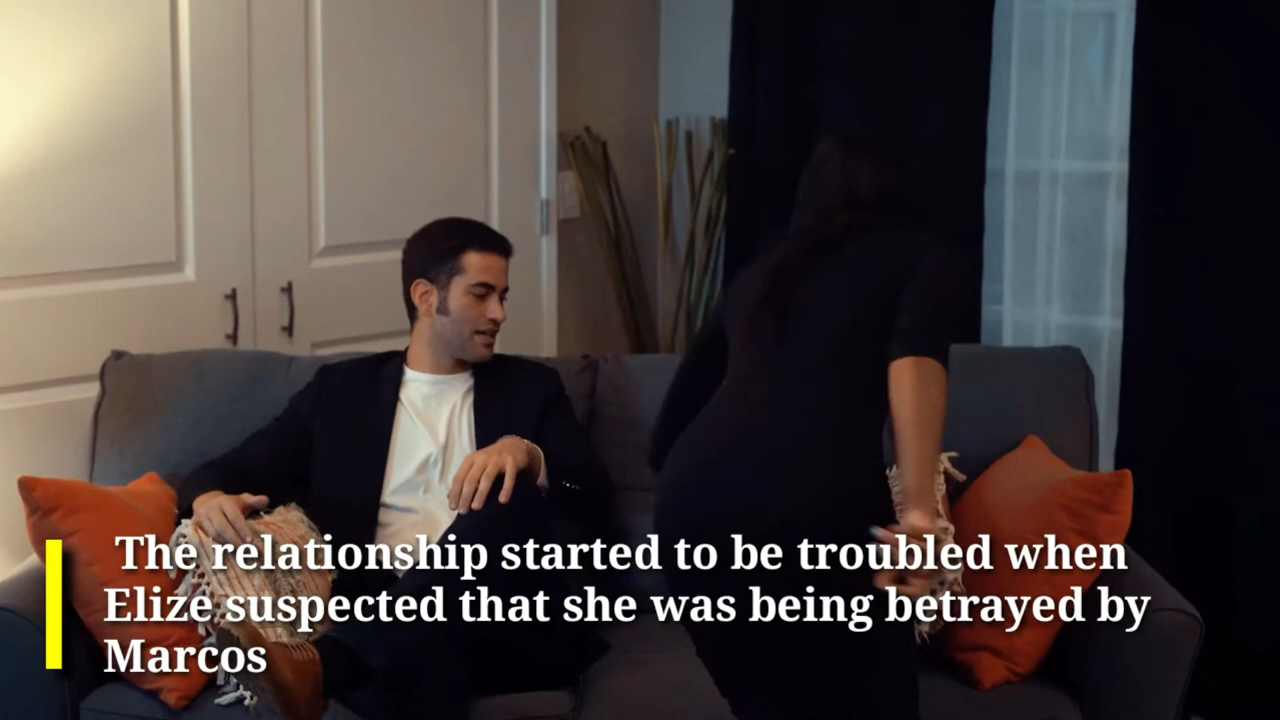 The relationship started to be troubled when
Elize suspected that she was being betrayed by
Marcos